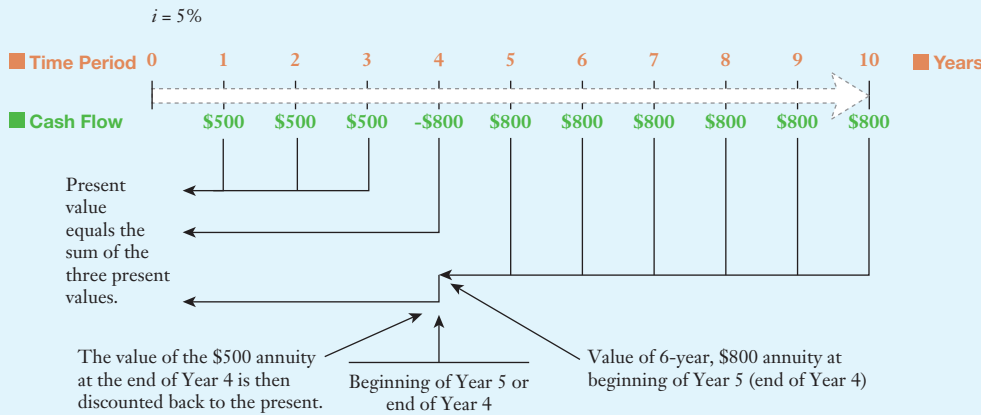 i = 5%
Time Period 0 1 2 3 4 5 6 7 8 9 10 Years
Cash Flow $500 $500 $500 -$800 $800 $800 $800 $800 $800 $800
Present
value
equals the
sum of the
three present
values.
The value of the $500 annuity
at the end of Year 4 is then
discounted back to the present.
Beginning of Year 5 or
end of Year 4
Value of 6-year, $800 annuity at
beginning of Year 5 (end of Year 4)